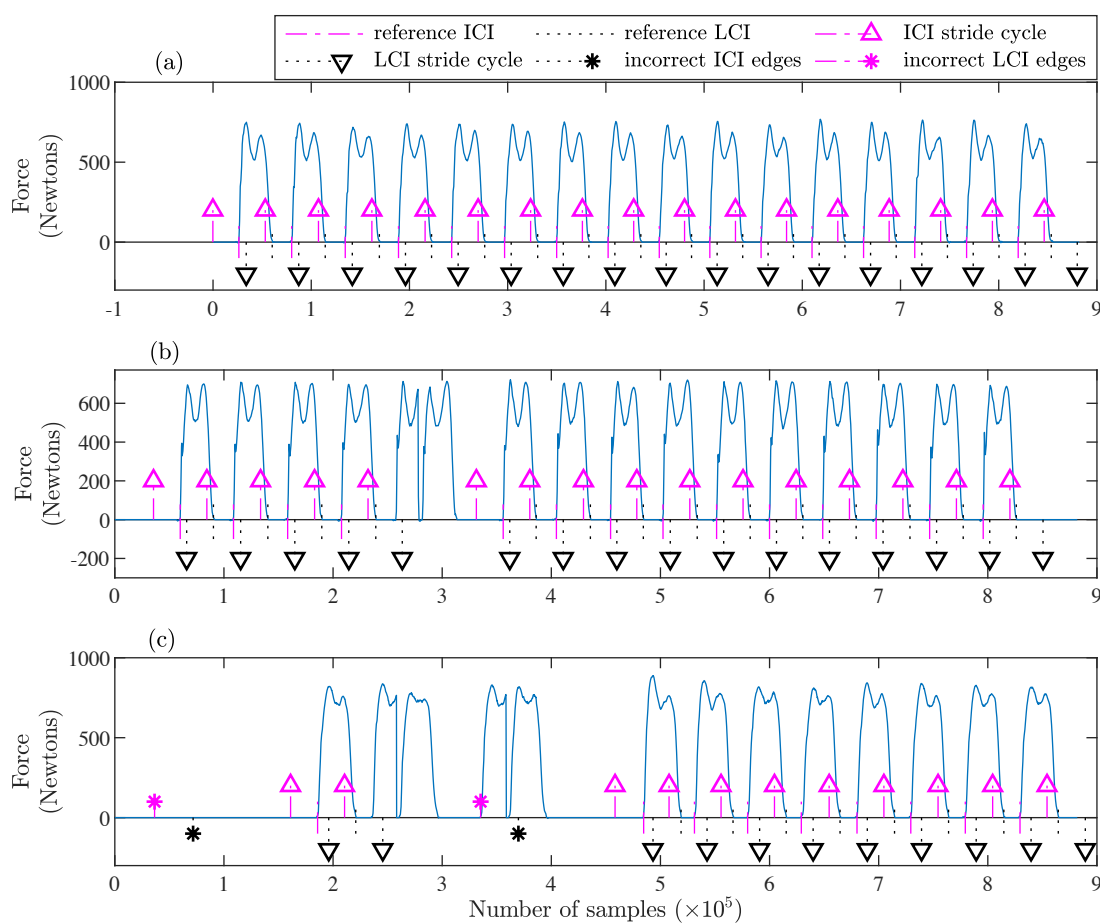 reference ICI reference LCI ICI stride cycle
LCI stride cycle incorrect ICI edges incorrect LCI edges
(a)
1000
500
0
Force
(Newtons)
-1 0 1 2 3 4 5 6 7 8 9
(b)
600
400
200
0
-200
Force
(Newtons)
0 1 2 3 4 5 6 7 8 9
(c)
1000
500
0
Force
(Newtons)
0 1 2 3 4 5 6 7 8 9
Number of samples (×10⁵)